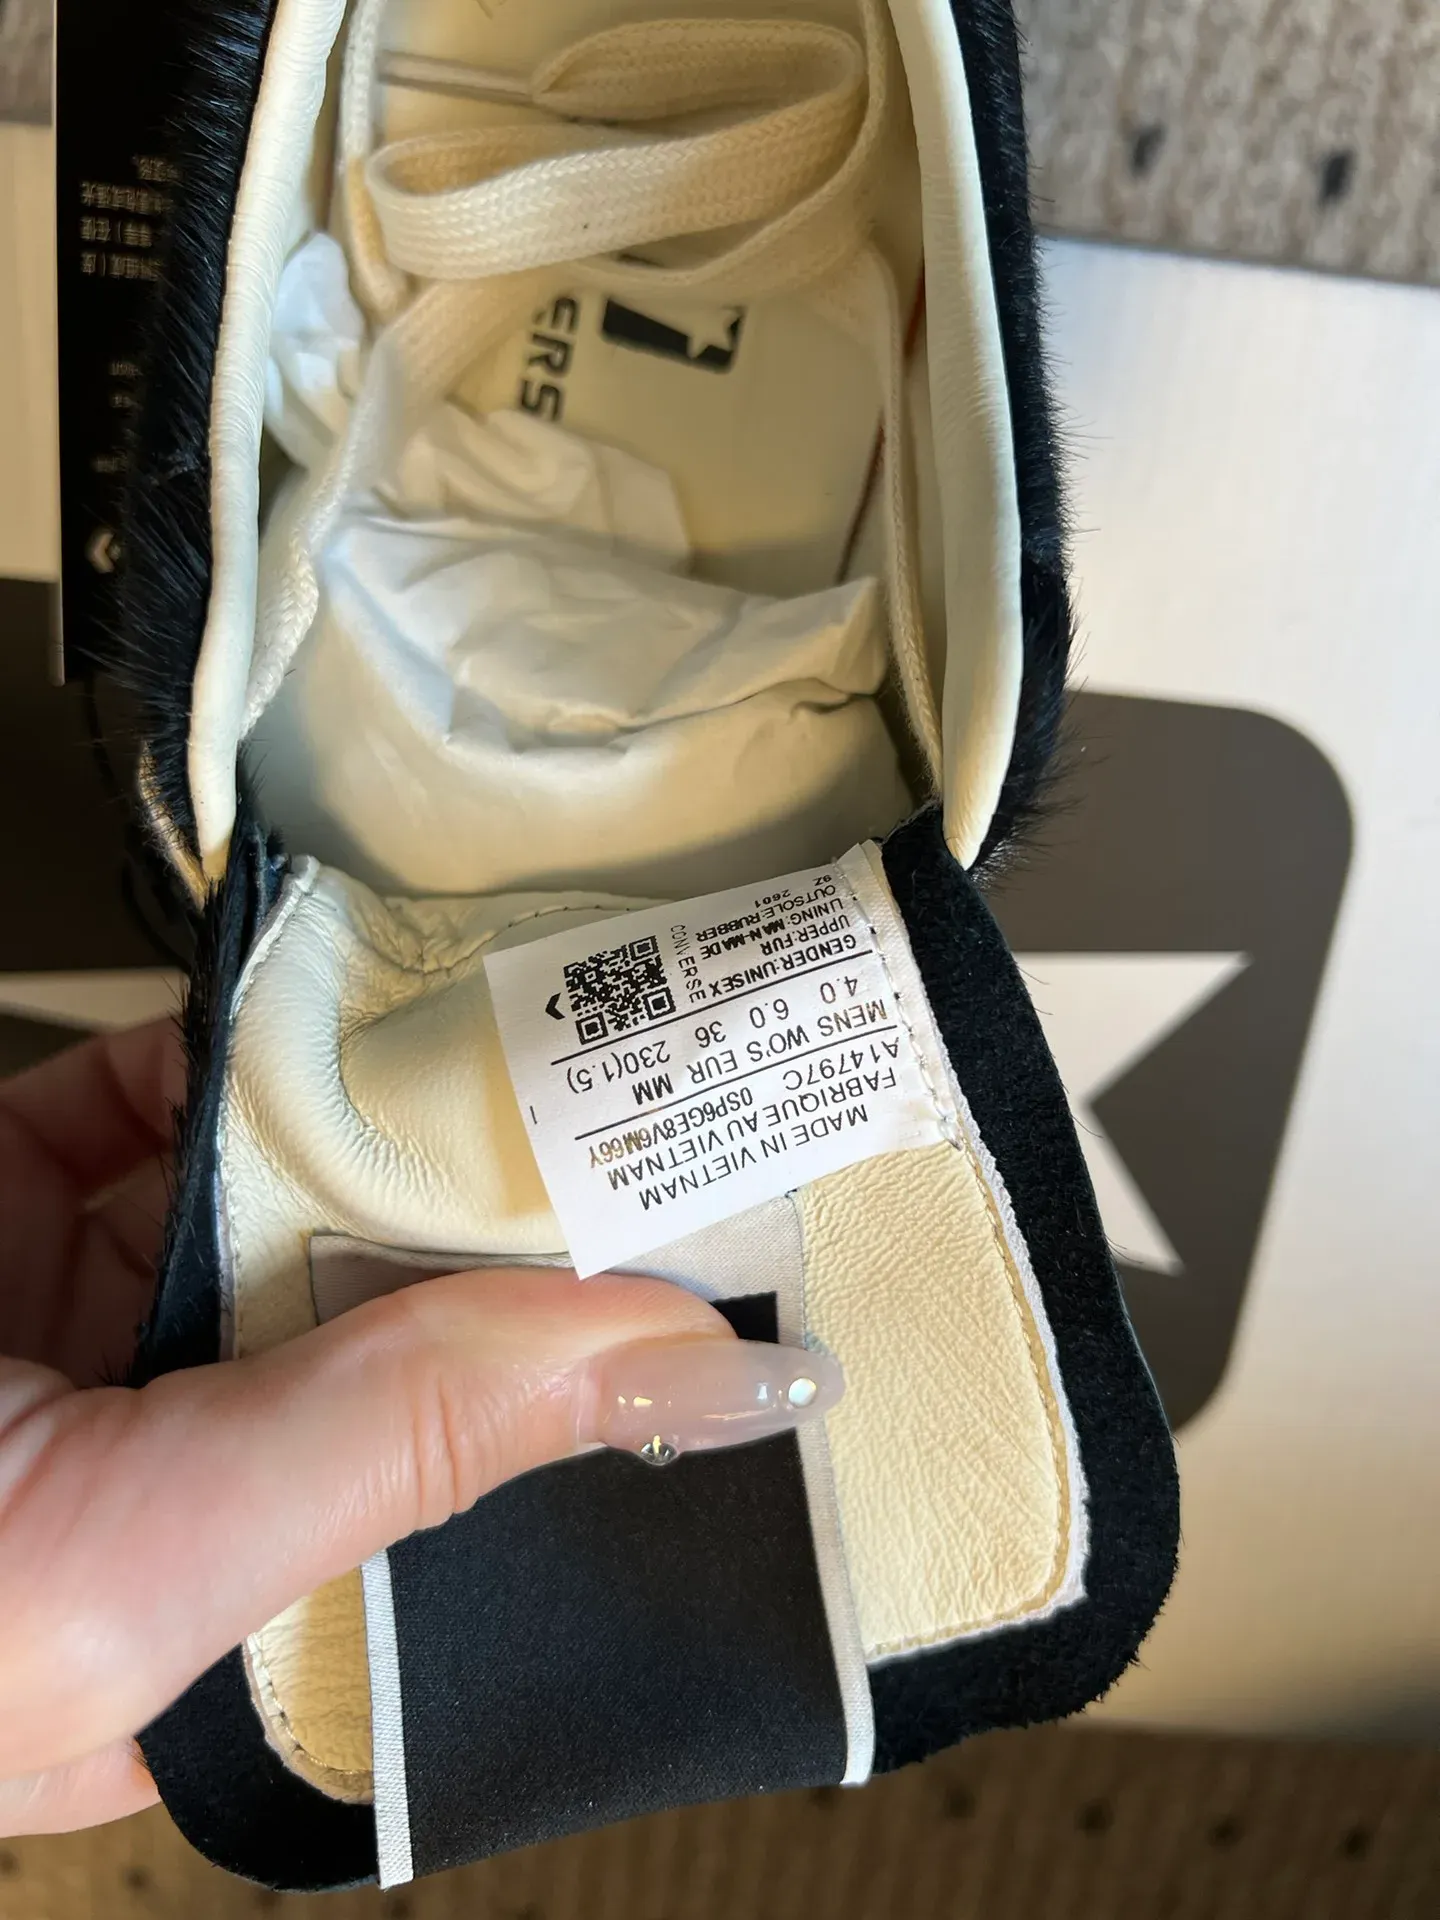 MADE IN VIETNAM
FABRIQUE AU VIETNAM
A14797C 0SP6GE8V6M66Y
MENS WO'S EUR MM
4.0 6.0 36 230(1.5)
GENDER:UNISEX
UPPER:FUR
LINING:MAN-MADE
OUTSOLE:RUBBER
2601
CONVERSE
ERS